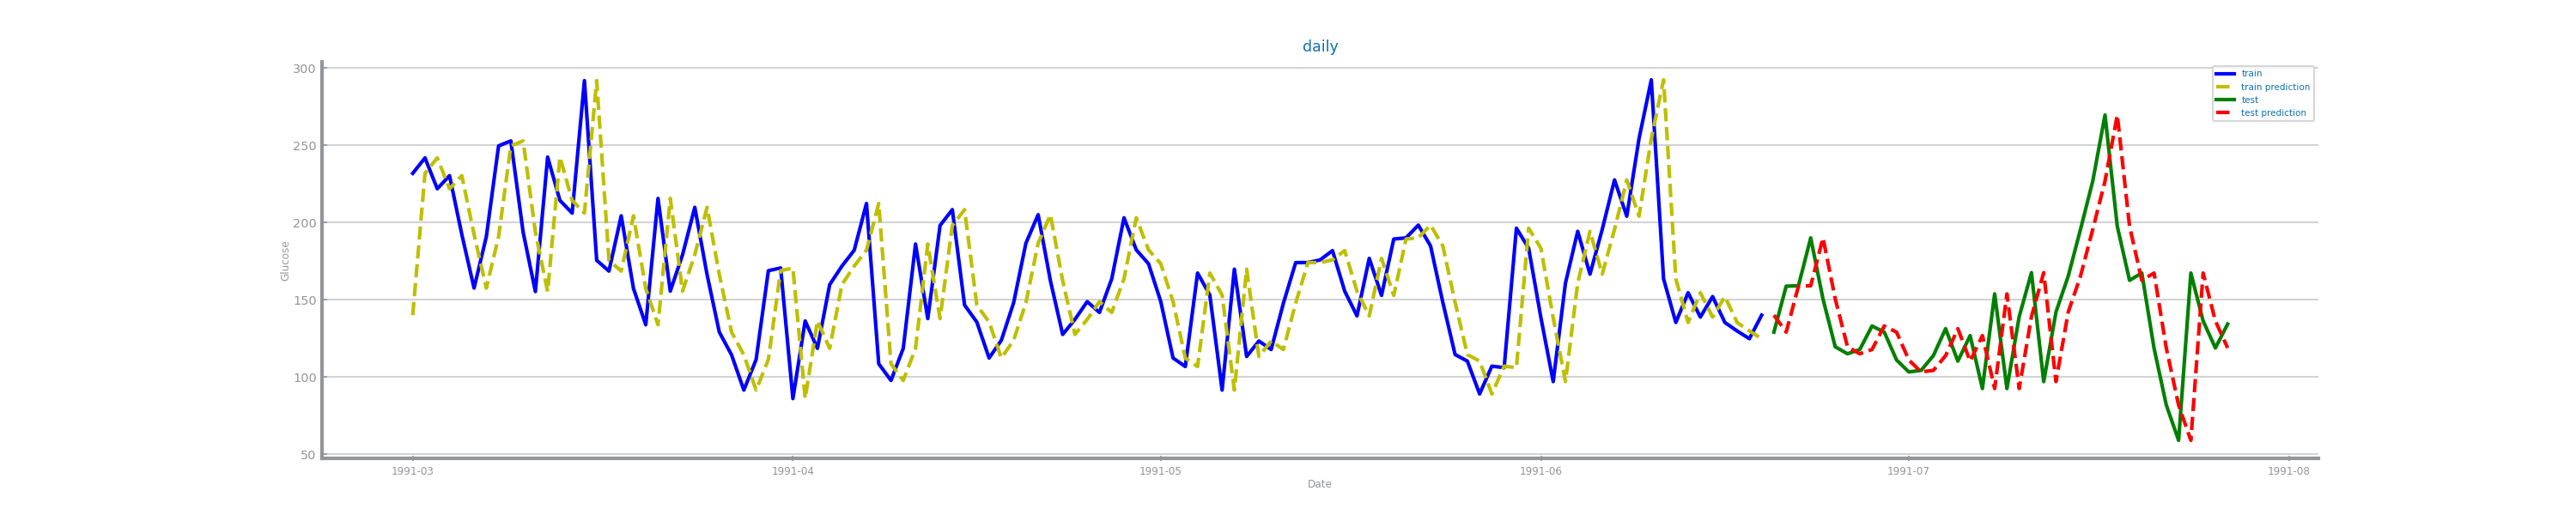 daily
300
250
200
150
100
50
Glucose
train
train prediction
test
test prediction
1991-03
1991-04
1991-05
1991-06
1991-07
1991-08
Date